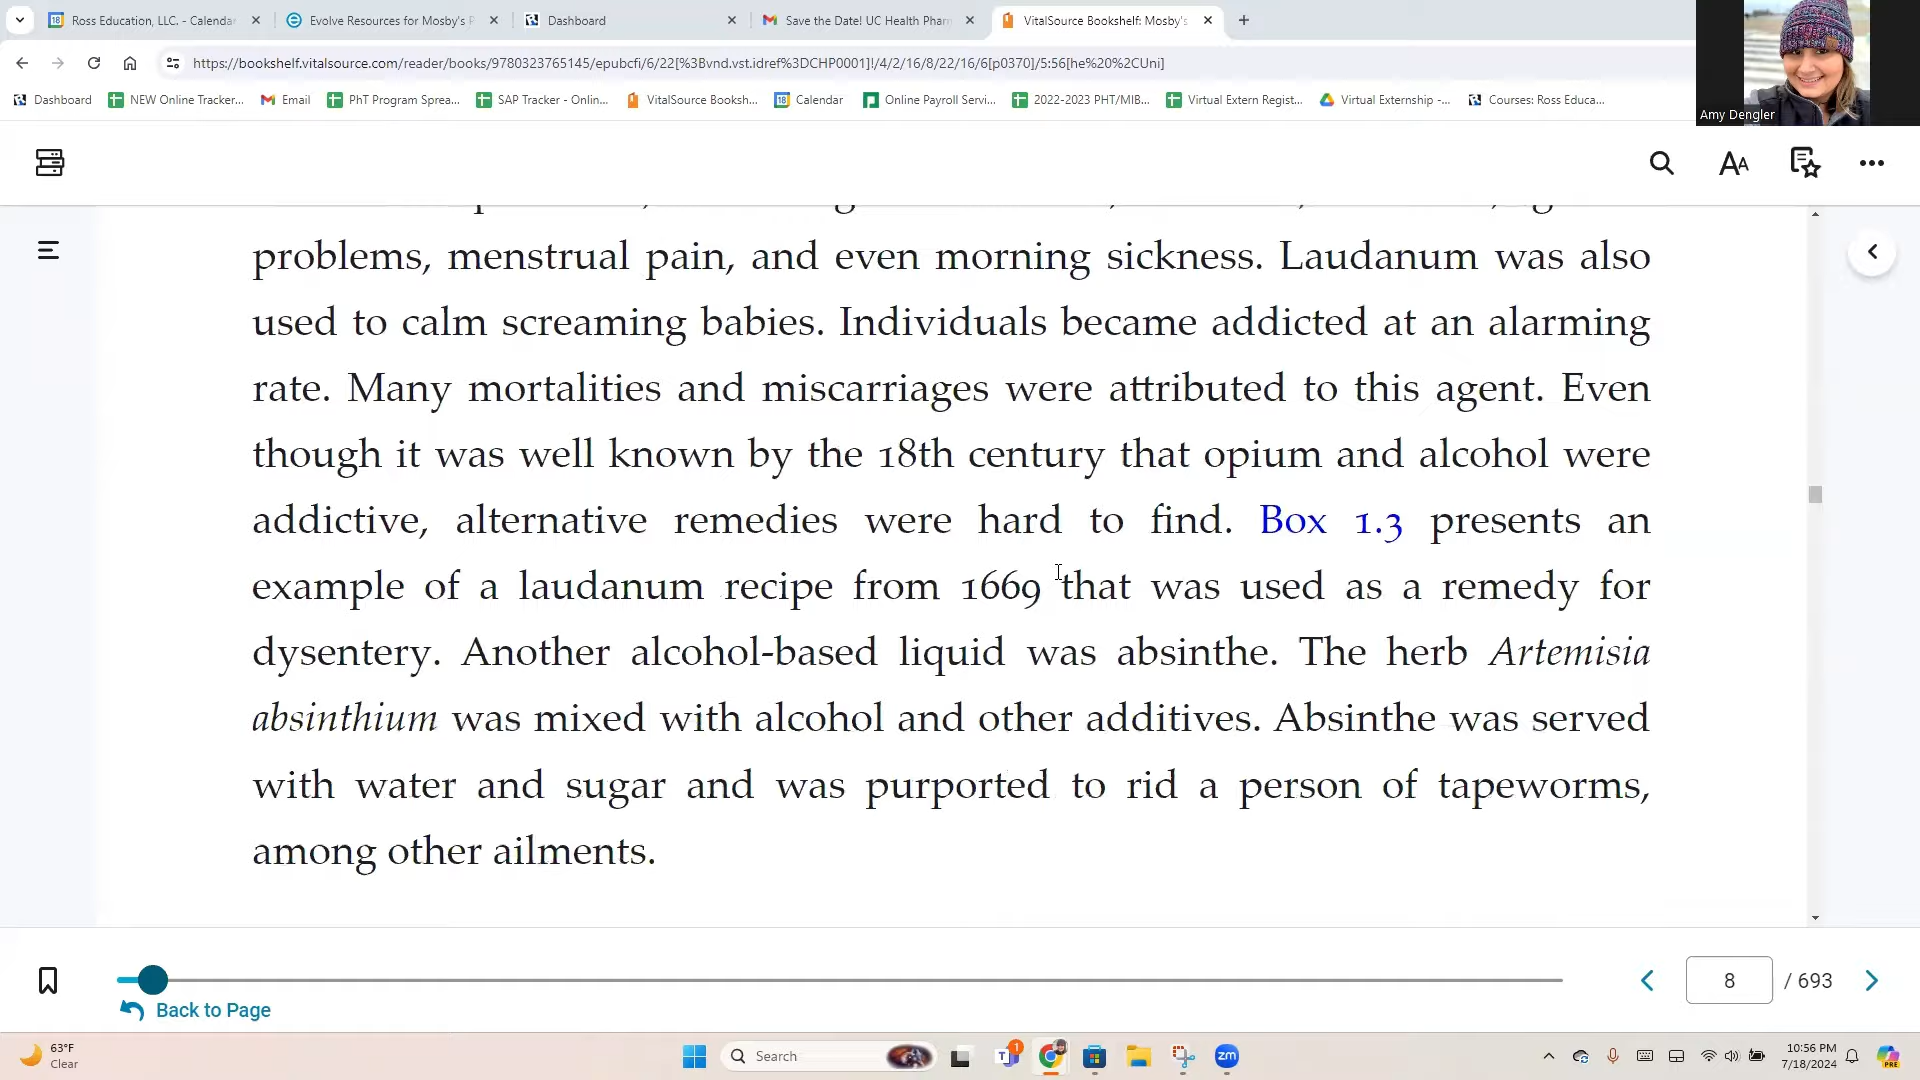 Ross Education, LLC. - Calenda
Evolve Resources for Mosby's P
Dashboard
Save the Date! UC Health Pharm
VitalSource Bookshelf: Mosby's
https://bookshelf.vitalsource.com/reader/books/9780323765145/epubcfi/6/22[%3Bvnd.vst.idref%3DCHP0001]!/4/2/16/8/22/16/6[p0370]/5:56[he%20%2CUni]
Dashboard
NEW Online Tracker...
Email
PhT Program Sprea...
SAP Tracker - Onlin...
VitalSource Booksh...
Calendar
Online Payroll Servi...
2022-2023 PHT/MIB...
Virtual Extern Regist...
Virtual Externship -...
Courses: Ross Educa...
Amy Dengler
problems, menstrual pain, and even morning sickness. Laudanum was also
used to calm screaming babies. Individuals became addicted at an alarming
rate. Many mortalities and miscarriages were attributed to this agent. Even
though it was well known by the 18th century that opium and alcohol were
addictive, alternative remedies were hard to find. Box 1.3 presents an
example of a laudanum recipe from 1669 that was used as a remedy for
dysentery. Another alcohol-based liquid was absinthe. The herb Artemisia
absinthium was mixed with alcohol and other additives. Absinthe was served
with water and sugar and was purported to rid a person of tapeworms,
among other ailments.
8 / 693
Back to Page
63°F
Clear
Search
1
zm
10:56 PM
7/18/2024
PRE